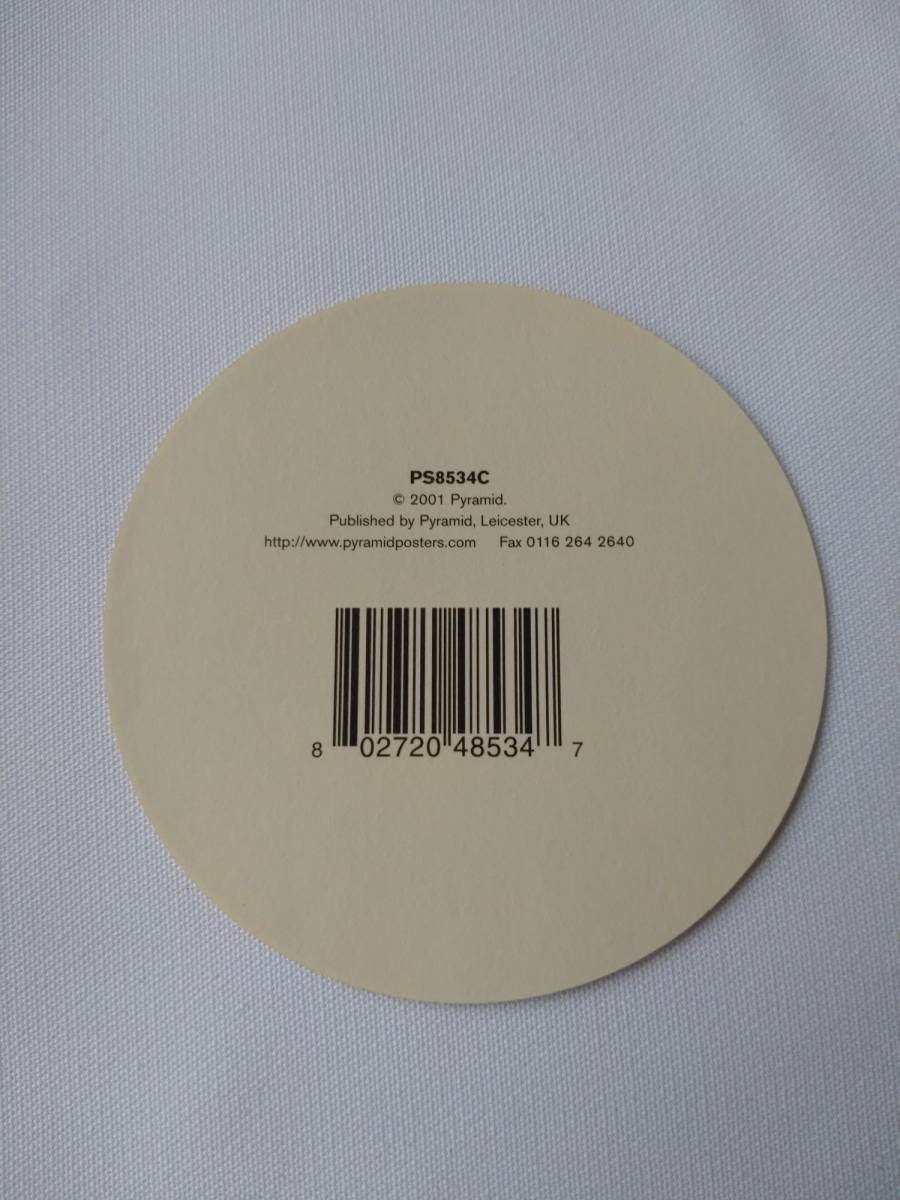 PS8534C
© 2001 Pyramid.
Published by Pyramid, Leicester, UK
http://www.pyramidposters.com Fax 0116 264 2640
8 02720 48534 7